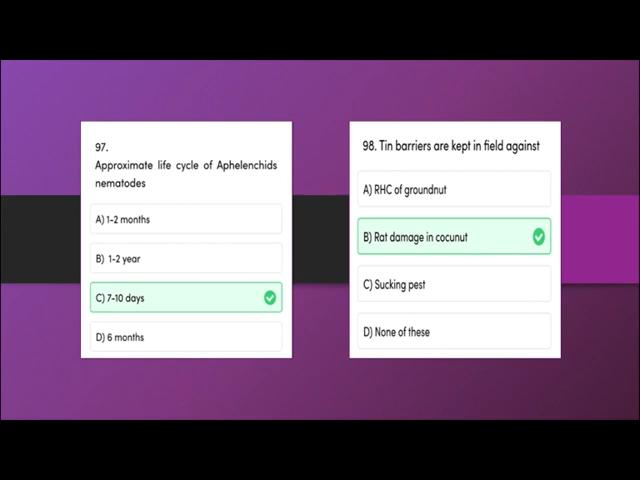 97.
Approximate life cycle of Aphelenchids
nematodes
A) 1-2 months
B) 1-2 year
C) 7-10 days
D) 6 months
98. Tin barriers are kept in field against
A) RHC of groundnut
B) Rat damage in cocunut
C) Sucking pest
D) None of these